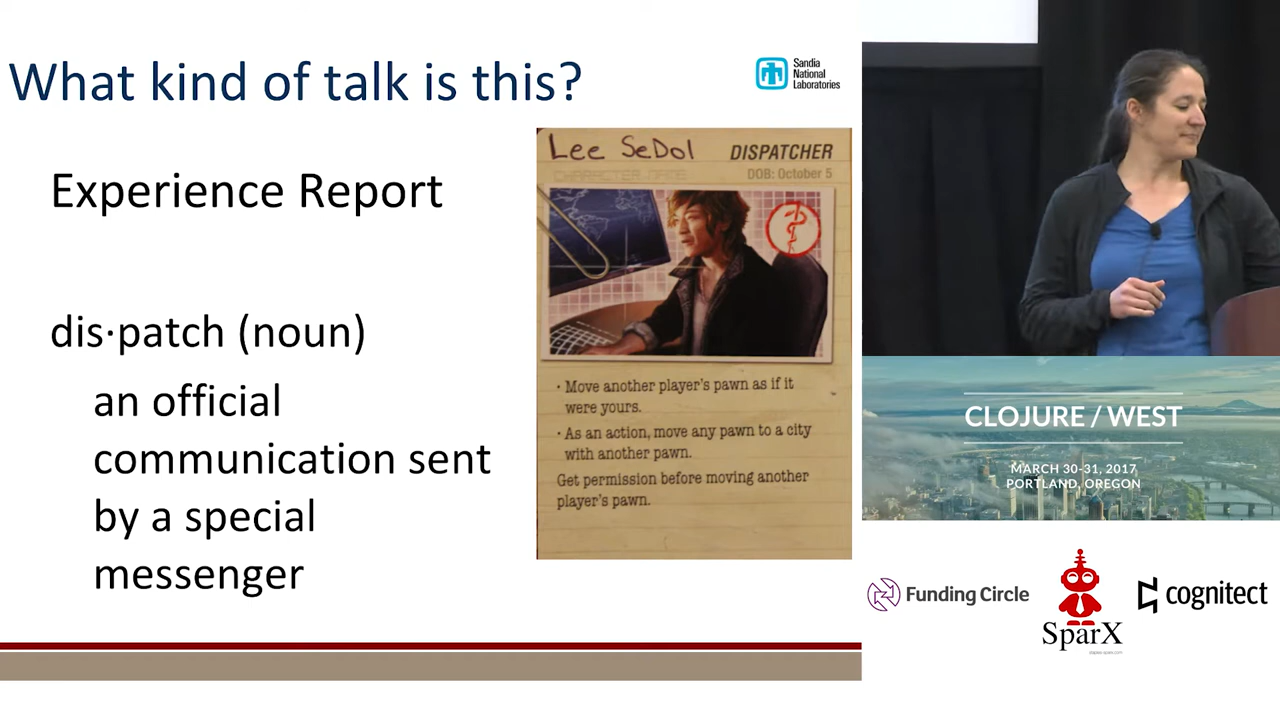 What kind of talk is this?
Sandia
National
Laboratories
Experience Report
dis·patch (noun)
an official
communication sent
by a special
messenger
Lee SeDol
DISPATCHER
CHARACTER NAME
DOB: October 5
· Move another player's pawn as if it
were yours.
· As an action, move any pawn to a city
with another pawn.
Get permission before moving another
player's pawn.
CLOJURE / WEST
MARCH 30-31, 2017
PORTLAND, OREGON
Funding Circle
SparX
cognitect